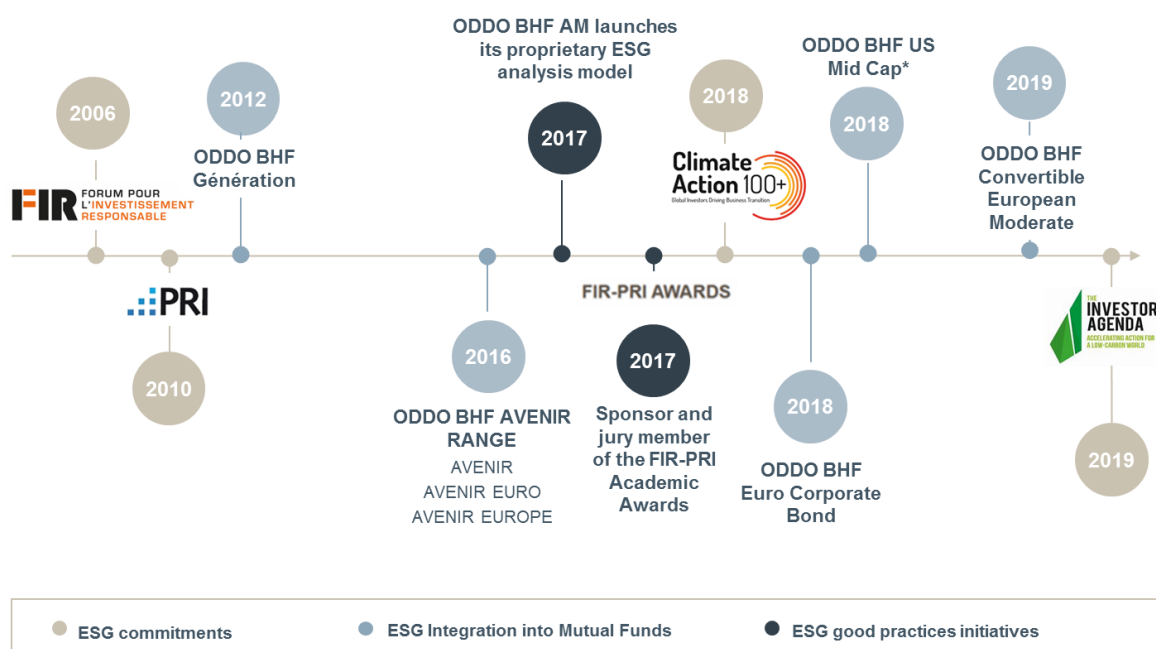 2006
FIR FORUM POUR
L'INVESTISSEMENT
RESPONSABLE
PRI
2010
2012
ODDO BHF
Génération
2016
ODDO BHF AVENIR
RANGE
AVENIR
AVENIR EURO
AVENIR EUROPE
ODDO BHF AM launches
its proprietary ESG
analysis model
2017
FIR-PRI AWARDS
2017
Sponsor and
jury member
of the FIR-PRI
Academic
Awards
2018
Climate
Action 100+
Global Investors Driving Business Transition
2018
ODDO BHF
Euro Corporate
Bond
ODDO BHF US
Mid Cap*
2018
2019
ODDO BHF
Convertible
European
Moderate
THE
INVESTOR
AGENDA
ACCELERATING ACTION FOR
A LOW-CARBON WORLD
2019
ESG commitments
ESG Integration into Mutual Funds
ESG good practices initiatives